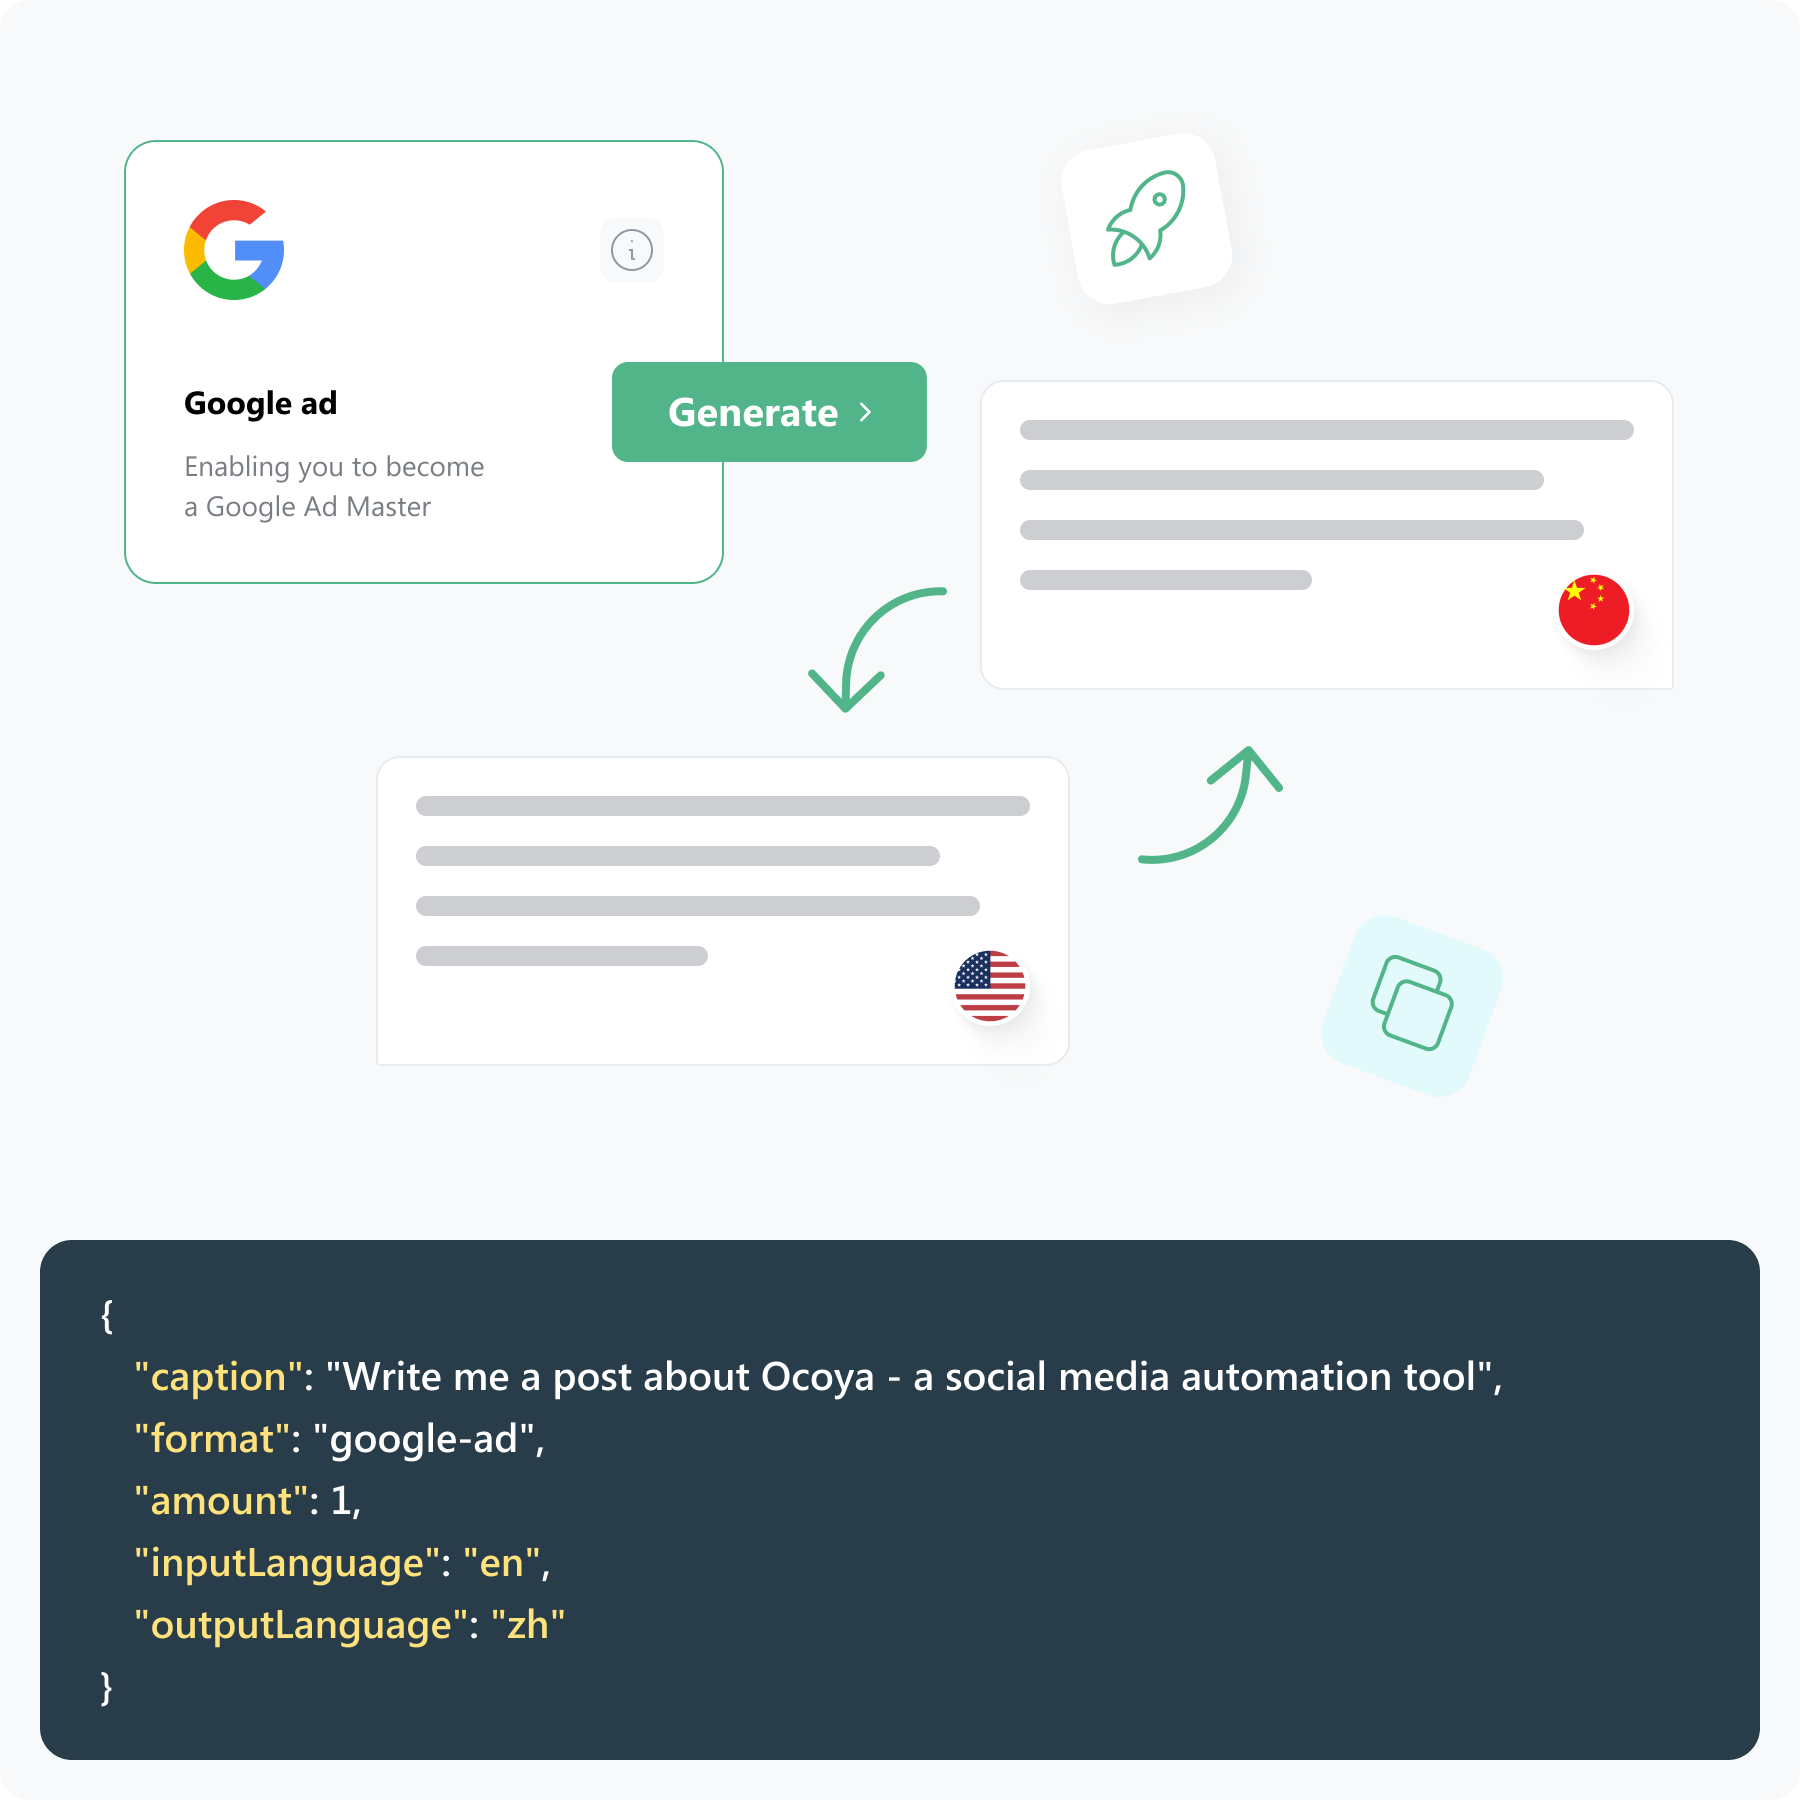 Google ad
Enabling you to become
a Google Ad Master
Generate
{
"caption": "Write me a post about Ocoya - a social media automation tool",
"format": "google-ad",
"amount": 1,
"inputLanguage": "en",
"outputLanguage": "zh"
}